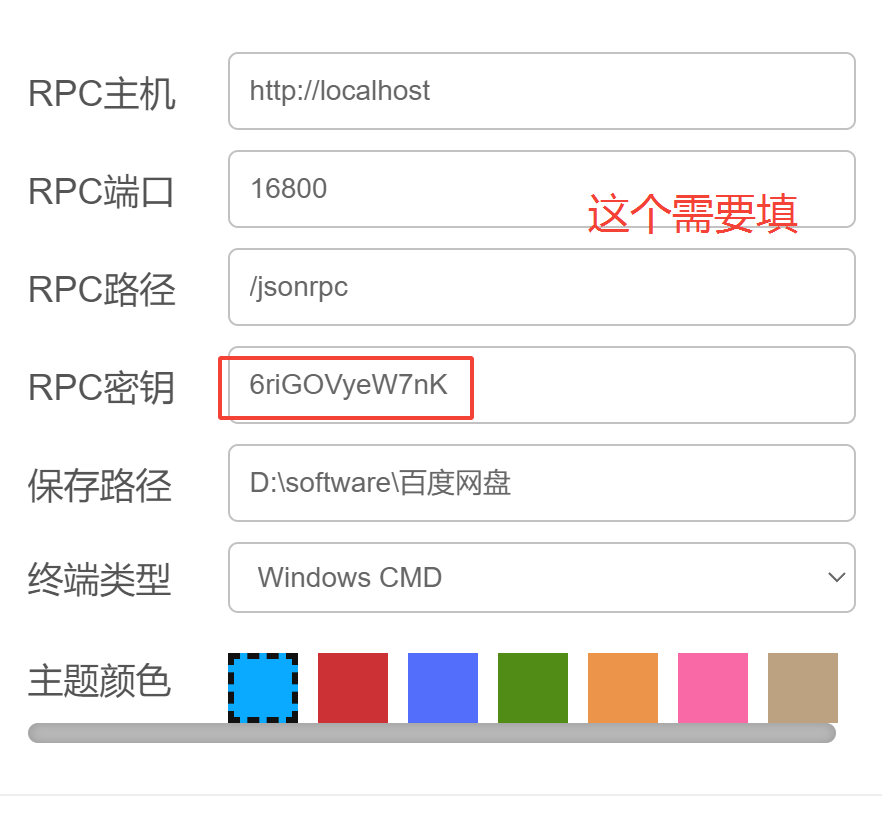 RPC主机
http://localhost
RPC端口
16800
这个需要填
RPC路径
/jsonrpc
RPC密钥
6riGOVyeW7nK
保存路径
D:\software\百度网盘
终端类型
Windows CMD
主题颜色